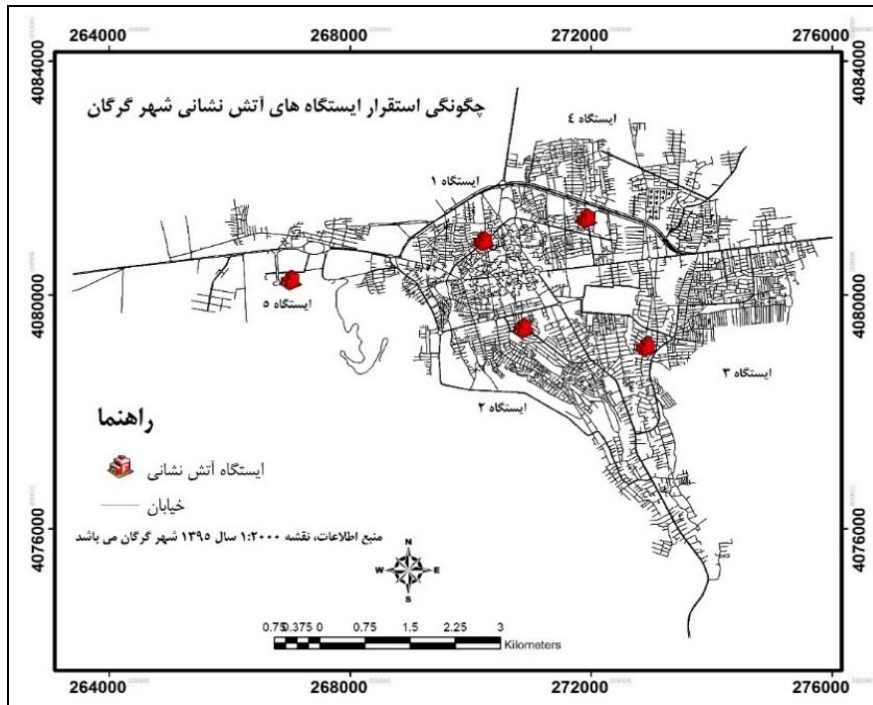 264000 268000 272000 276000
4084000 4084000
چگونگی استقرار ایستگاه های آتش نشانی شهر گرگان
ایستگاه ٤
ایستگاه ۱
4080000 4080000
ایستگاه ٥
ایستگاه ۳
ایستگاه ۲
راهنما
ایستگاه آتش نشانی
خیابان
منبع اطلاعات، نقشه ۱:۲۰۰۰ سال ۱۳۹٥ شهر گرگان می باشد
4076000 4076000
N
W E
S
0.75 0.375 0 0.75 1.5 2.25 3
Kilometers
264000 268000 272000 276000